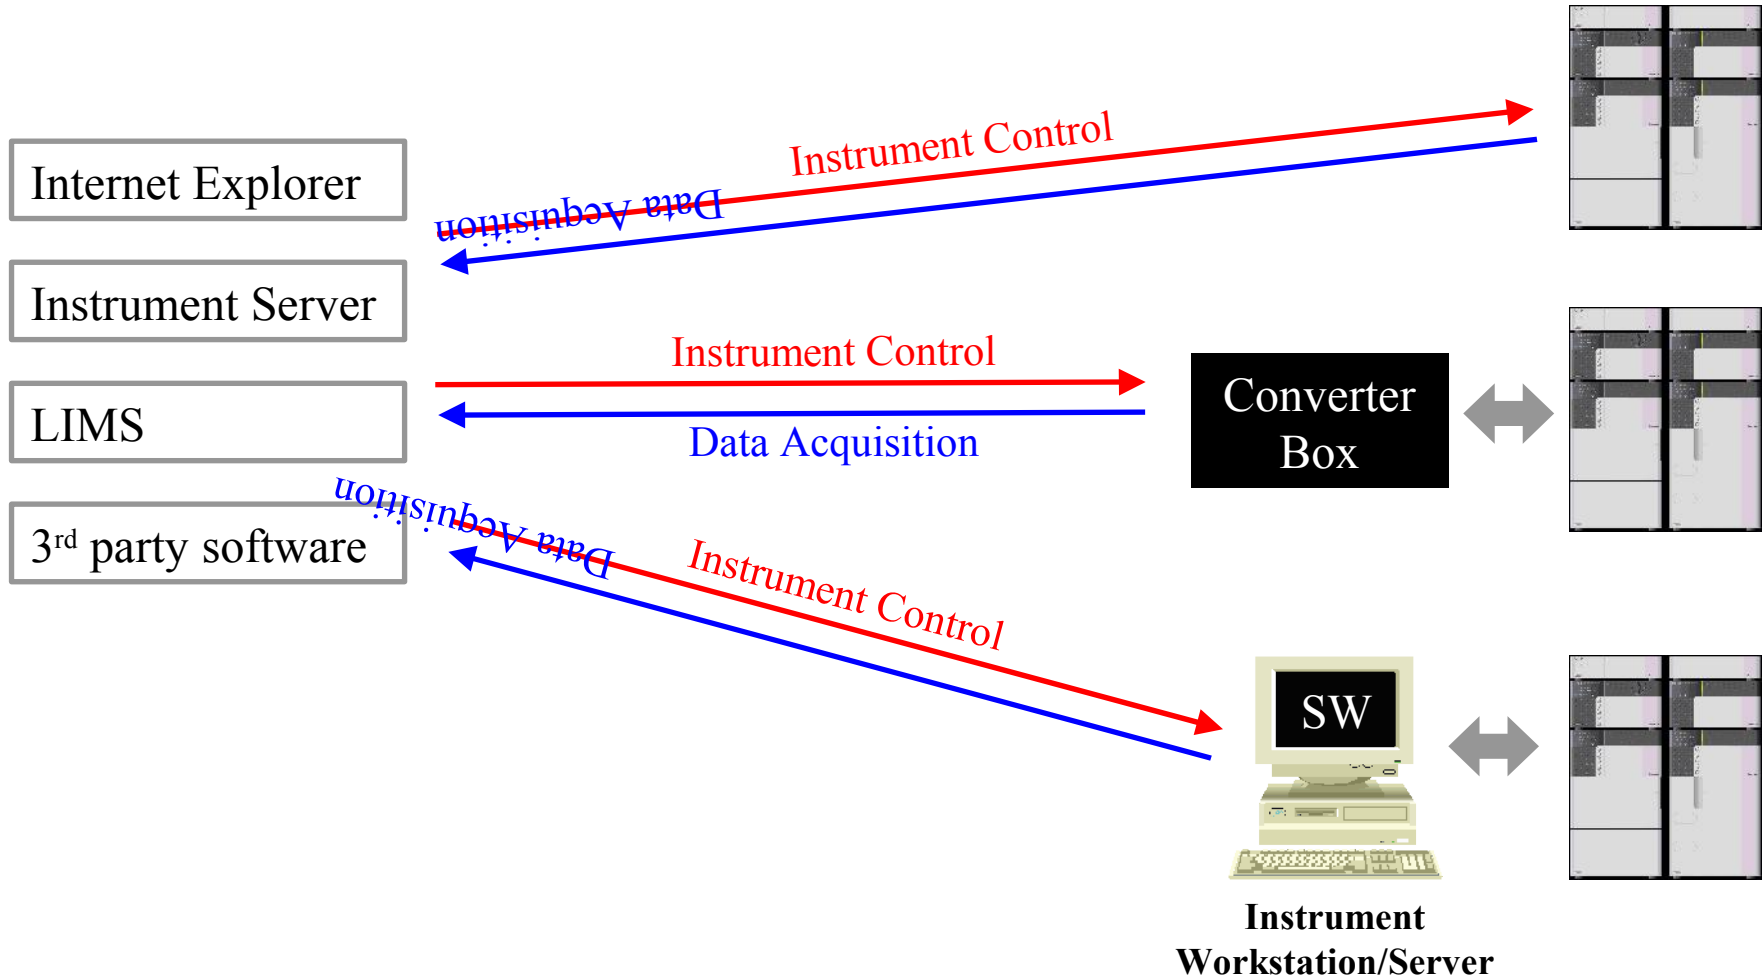 Internet Explorer
Instrument Server
LIMS
3rd party software
Instrument Control
Data Acquisition
Instrument Control
Data Acquisition
Converter
Box
Data Acquisition
Instrument Control
SW
Instrument
Workstation/Server